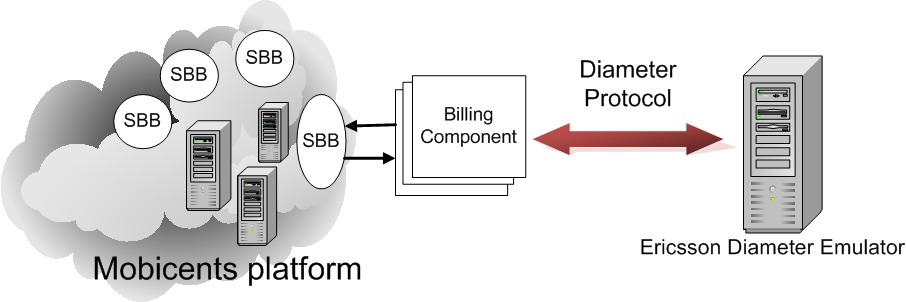 SBB
SBB
SBB
SBB
Billing
Component
Diameter
Protocol
Mobicents platform
Ericsson Diameter Emulator